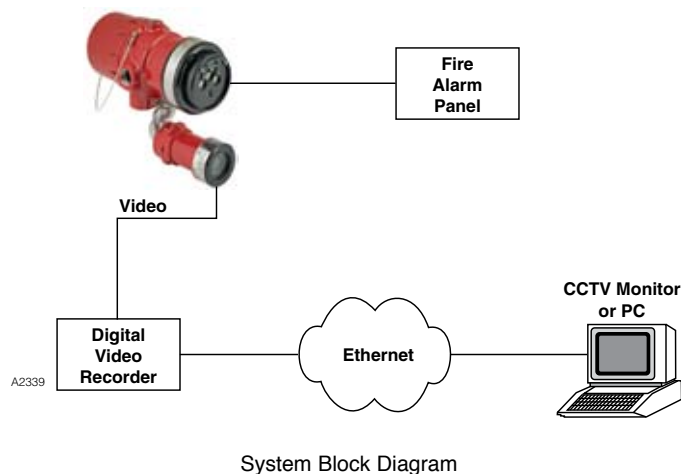 Fire
Alarm
Panel
Video
CCTV Monitor
or PC
Digital
Video
Recorder
Ethernet
A2339
System Block Diagram